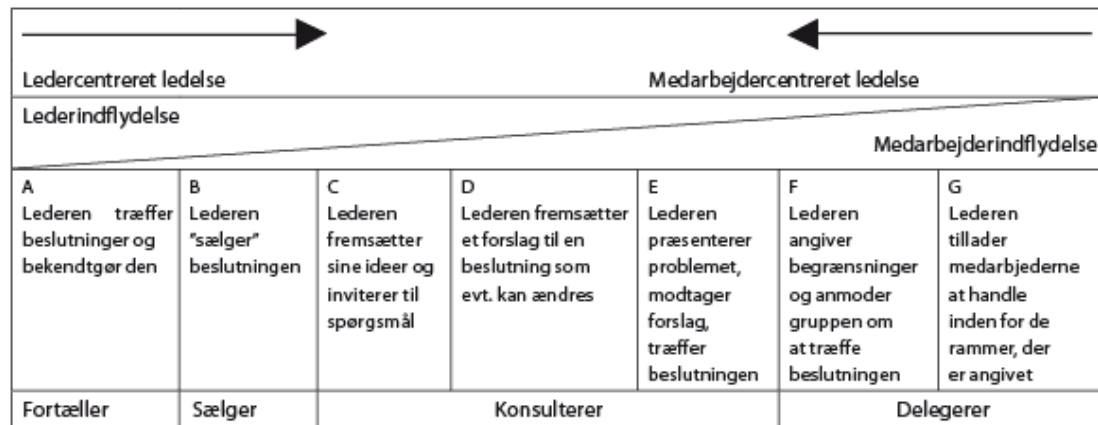 Ledercentreret ledelse
Medarbejdercentreret ledelse
Lederindflydelse
Medarbejderindflydelse
A
Lederen træffer
beslutninger og
bekendtgør den
B
Lederen
”sælger”
beslutningen
C
Lederen
fremsætter
sine ideer og
inviterer til
spørgsmål
D
Lederen fremsætter
et forslag til en
beslutning som
evt. kan ændres
E
Lederen
præsenterer
problemet,
modtager
forslag,
træffer
beslutningen
F
Lederen
angiver
begrænsninger
og anmoder
gruppen om
at træffe
beslutningen
G
Lederen
tillader
medarbjederne
at handle
inden for de
rammer, der
er angivet
Fortæller
Sælger
Konsulterer
Delegerer